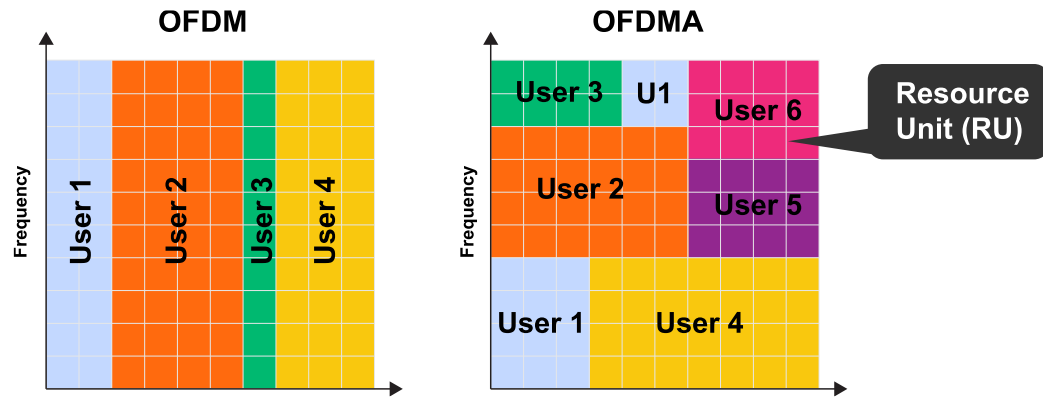 OFDM
Frequency
User 1
User 2
User 3
User 4
OFDMA
Frequency
User 3
U1
User 6
User 2
User 5
User 1
User 4
Resource
Unit (RU)